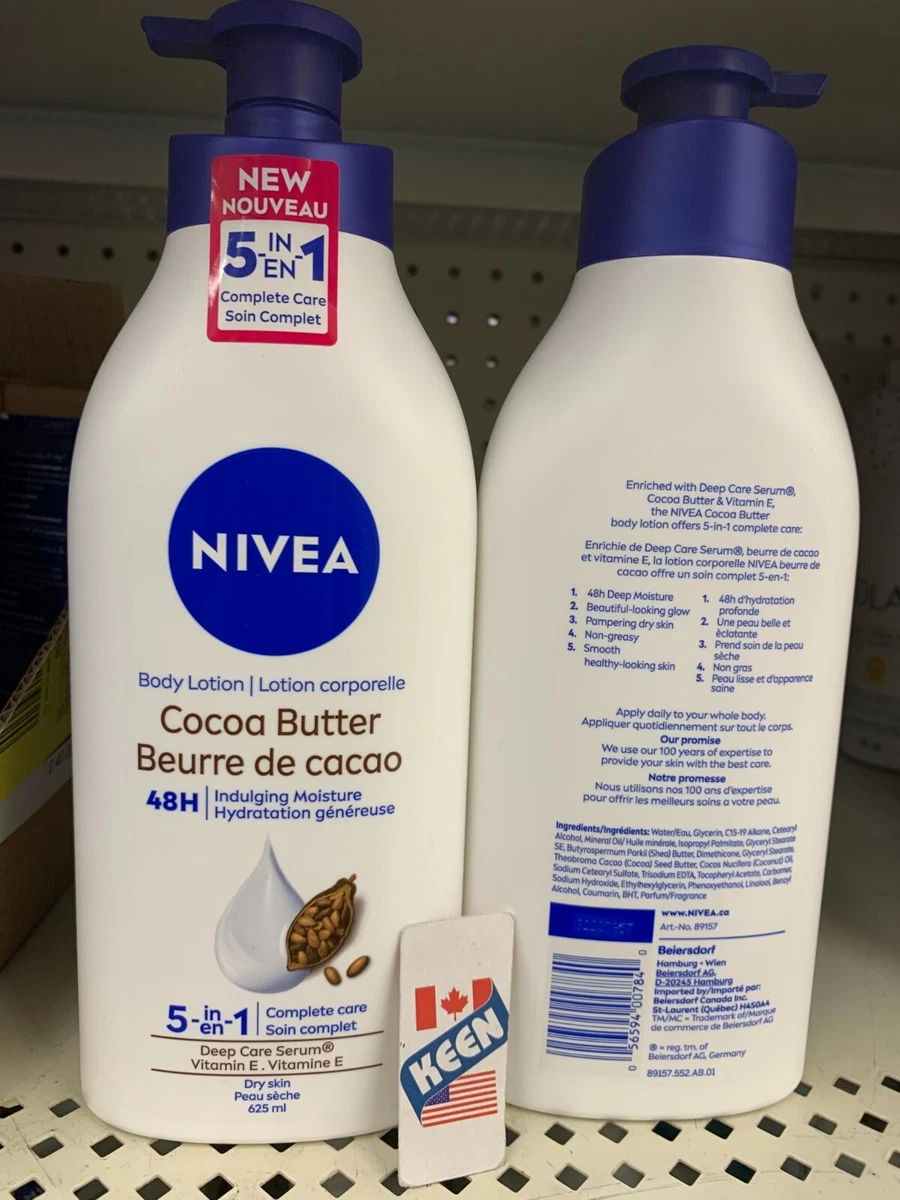 NEW
NOUVEAU
5-IN-1
EN
Complete Care
Soin Complet
NIVEA
Body Lotion | Lotion corporelle
Cocoa Butter
Beurre de cacao
48H | Indulging Moisture
Hydratation généreuse
5-in-1 | Complete care
en | Soin complet
Deep Care Serum®
Vitamin E . Vitamine E
Dry skin
Peau sèche
625 ml
KEEN
Enriched with Deep Care Serum®,
Cocoa Butter & Vitamin E,
the NIVEA Cocoa Butter
body lotion offers 5-in-1 complete care:
Enrichie de Deep Care Serum®, beurre de cacao
et vitamine E, la lotion corporelle NIVEA beurre de
cacao offre un soin complet 5-en-1:
1. 48h Deep Moisture
2. Beautiful-looking glow
3. Pampering dry skin
4. Non-greasy
5. Smooth
healthy-looking skin
1. 48h d'hydratation
profonde
2. Une peau belle et
èclatante
3. Prend soin de la peau
sèche
4. Non gras
5. Peau lisse et d'apparence
saine
Apply daily to your whole body.
Appliquer quotidiennement sur tout le corps.
Our promise
We use our 100 years of expertise to
provide your skin with the best care.
Notre promesse
Nous utilisons nos 100 ans d'expertise
pour offrir les meilleurs soins a votre peau.
Ingredients/Ingrédients: Water/Eau, Glycerin, C15-19 Alkane, Cetearyl
Alcohol, Mineral Oil/ Huile minérale, Isopropyl Palmitate, Glyceryl Stearate
SE, Butyrospermum Parkii (Shea) Butter, Dimethicone, Glyceryl Stearate,
Theobroma Cacao (Cocoa) Seed Butter, Cocos Nucifera (Coconut) Oil,
Sodium Cetearyl Sulfate, Trisodium EDTA, Tocopheryl Acetate, Carbomer,
Sodium Hydroxide, Ethylhexylglycerin, Phenoxyethanol, Linalool, Benzyl
Alcohol, Coumarin, BHT, Parfum/Fragrance
www.NIVEA.ca
Art.-No. 89157
Beiersdorf
Hamburg • Wien
Beiersdorf AG,
D-20245 Hamburg
Imported by/Importé par:
Beiersdorf Canada Inc.
St-Laurent (Québec) H4S0A4
TM/MC = Trademark of/Marque
de commerce de Beiersdorf AG
® = reg. tm. of
Beiersdorf AG, Germany
89157.552.AB.01
0 56594 00784 0